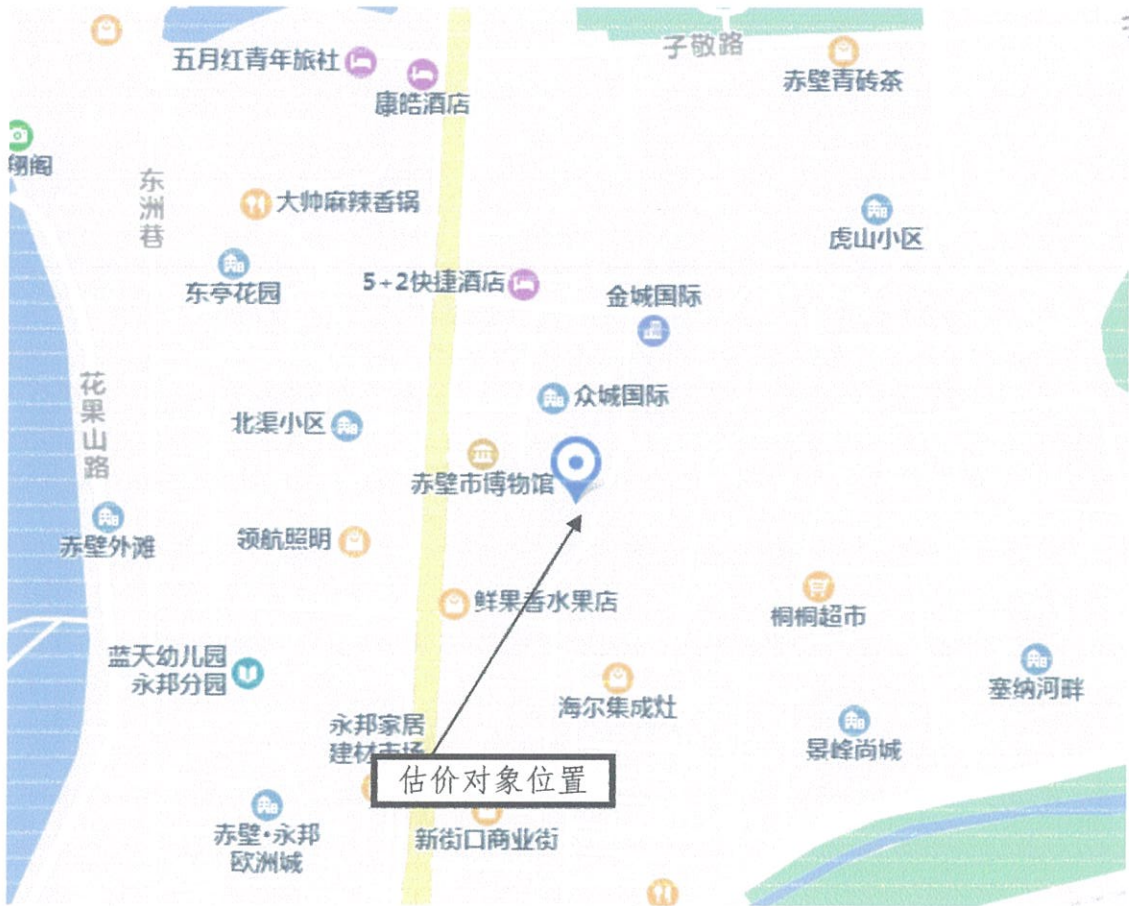 子敬路
五月红青年旅社
康皓酒店
赤壁青砖茶
翔阁
东洲巷
大帅麻辣香锅
虎山小区
东亭花园
5+2快捷酒店
金城国际
花果山路
众城国际
北渠小区
赤壁市博物馆
赤壁外滩
领航照明
鲜果香水果店
桐桐超市
蓝天幼儿园
永邦分园
海尔集成灶
塞纳河畔
永邦家居
建材市场
景峰尚城
估价对象位置
赤壁·永邦
欧洲城
新街口商业街